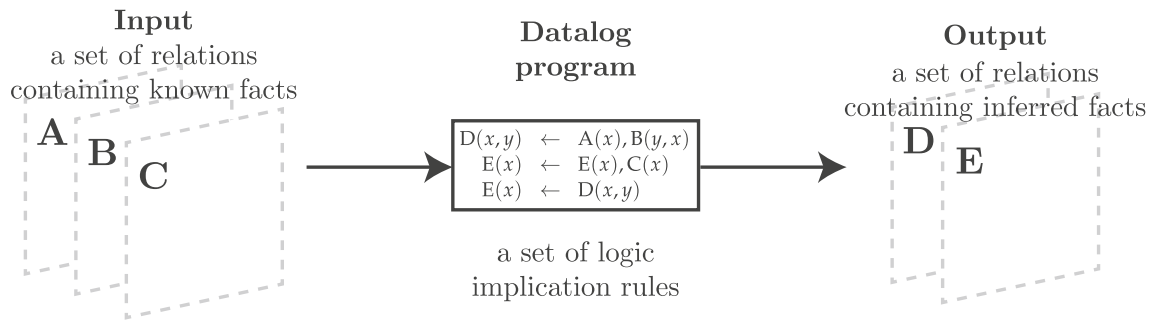 Input
a set of relations
containing known facts
A
B
C
Datalog
program
D(x,y) ← A(x),B(y,x)
E(x) ← E(x),C(x)
E(x) ← D(x,y)
a set of logic
implication rules
Output
a set of relations
containing inferred facts
D
E